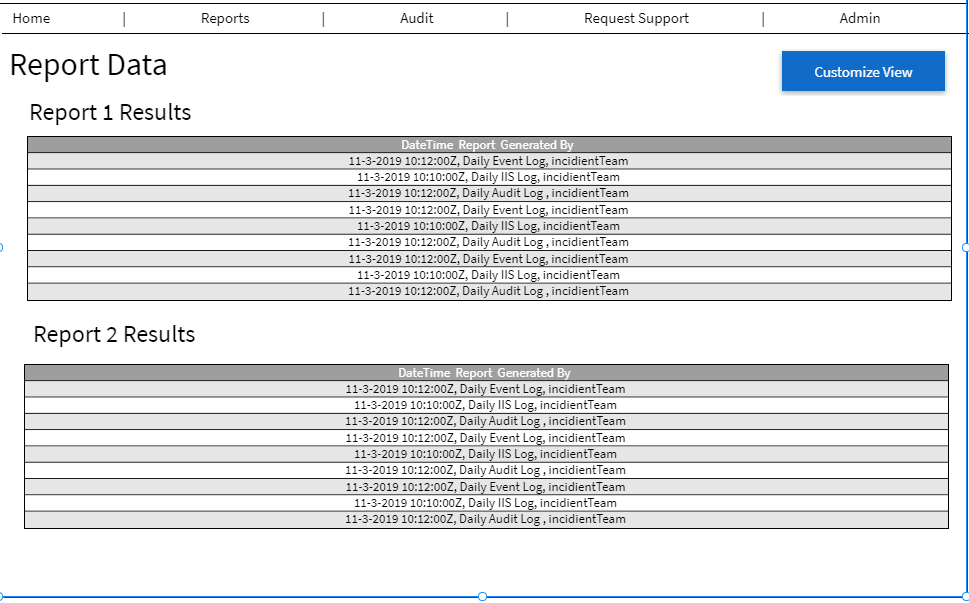 Home | Reports | Audit | Request Support | Admin
Report Data
Customize View
Report 1 Results
DateTime Report Generated By
11-3-2019 10:12:00Z, Daily Event Log, incidientTeam
11-3-2019 10:10:00Z, Daily IIS Log, incidientTeam
11-3-2019 10:12:00Z, Daily Audit Log , incidientTeam
11-3-2019 10:12:00Z, Daily Event Log, incidientTeam
11-3-2019 10:10:00Z, Daily IIS Log, incidientTeam
11-3-2019 10:12:00Z, Daily Audit Log , incidientTeam
11-3-2019 10:12:00Z, Daily Event Log, incidientTeam
11-3-2019 10:10:00Z, Daily IIS Log, incidientTeam
11-3-2019 10:12:00Z, Daily Audit Log , incidientTeam
Report 2 Results
DateTime Report Generated By
11-3-2019 10:12:00Z, Daily Event Log, incidientTeam
11-3-2019 10:10:00Z, Daily IIS Log, incidientTeam
11-3-2019 10:12:00Z, Daily Audit Log , incidientTeam
11-3-2019 10:12:00Z, Daily Event Log, incidientTeam
11-3-2019 10:10:00Z, Daily IIS Log, incidientTeam
11-3-2019 10:12:00Z, Daily Audit Log , incidientTeam
11-3-2019 10:12:00Z, Daily Event Log, incidientTeam
11-3-2019 10:10:00Z, Daily IIS Log, incidientTeam
11-3-2019 10:12:00Z, Daily Audit Log , incidientTeam